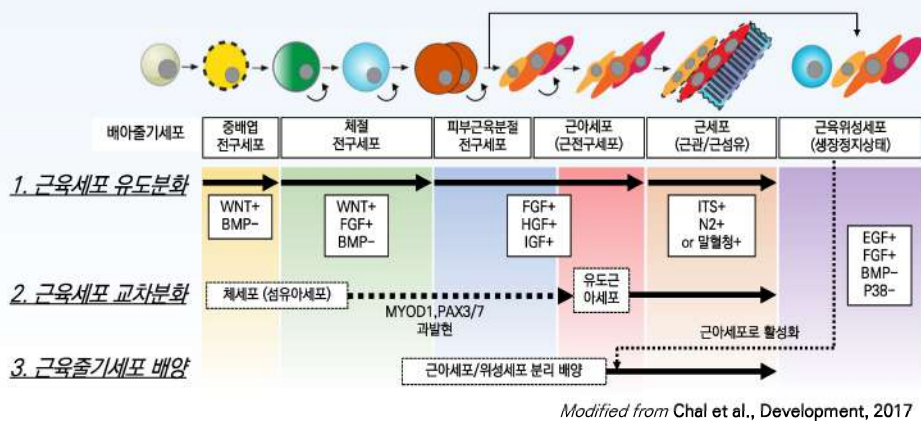 배아줄기세포
중배엽
전구세포
체절
전구세포
피부근육분절
전구세포
근아세포
(근전구세포)
근세포
(근관/근섬유)
근육위성세포
(생장정지상태)
1. 근육세포 유도분화
WNT+
BMP-
WNT+
FGF+
BMP-
FGF+
HGF+
IGF+
ITS+
N2+
or 말혈청+
EGF+
FGF+
BMP-
P38-
2. 근육세포 교차분화
체세포 (섬유아세포)
MYOD1,PAX3/7
과발현
유도근
아세포
근아세포로 활성화
3. 근육줄기세포 배양
근아세포/위성세포 분리 배양
Modified from Chal et al., Development, 2017